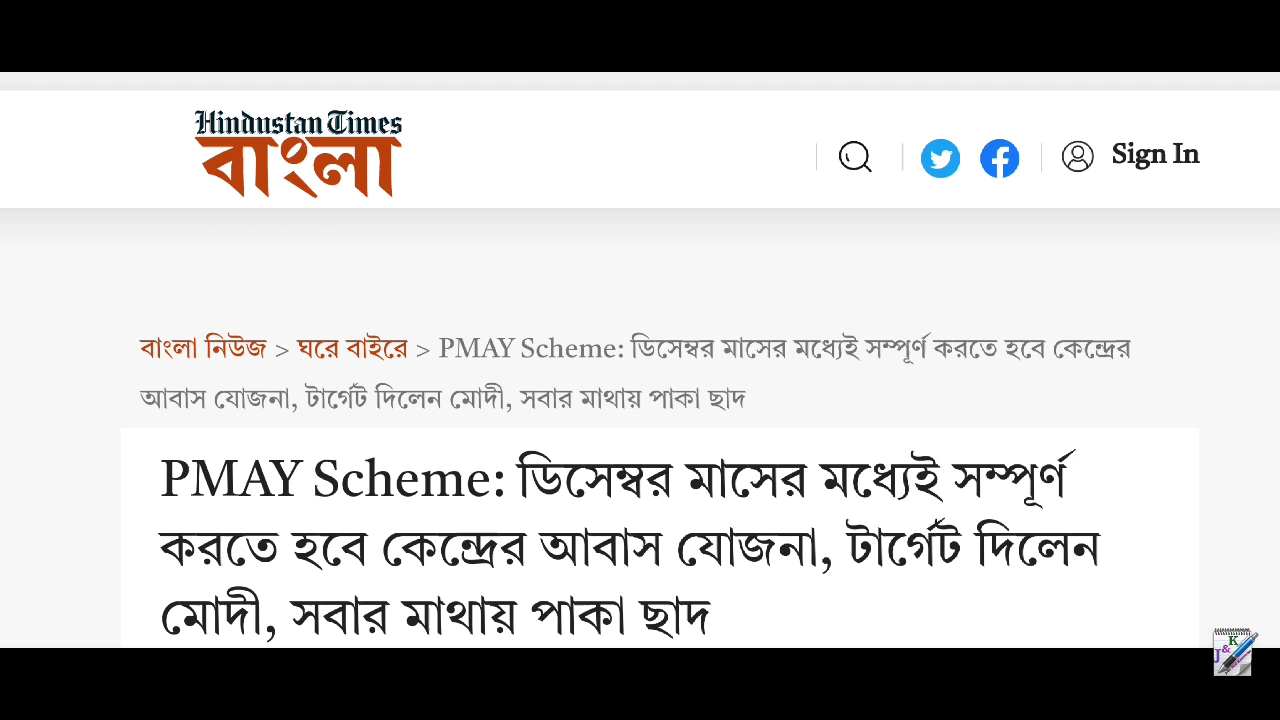 Hindustan Times
বাংলা
Sign In
বাংলা নিউজ > ঘরে বাইরে > PMAY Scheme: ডিসেম্বর মাসের মধ্যেই সম্পূর্ণ করতে হবে কেন্দ্রের
আবাস যোজনা, টার্গেট দিলেন মোদী, সবার মাথায় পাকা ছাদ
PMAY Scheme: ডিসেম্বর মাসের মধ্যেই সম্পূর্ণ
করতে হবে কেন্দ্রের আবাস যোজনা, টার্গেট দিলেন
মোদী, সবার মাথায় পাকা ছাদ
J&K